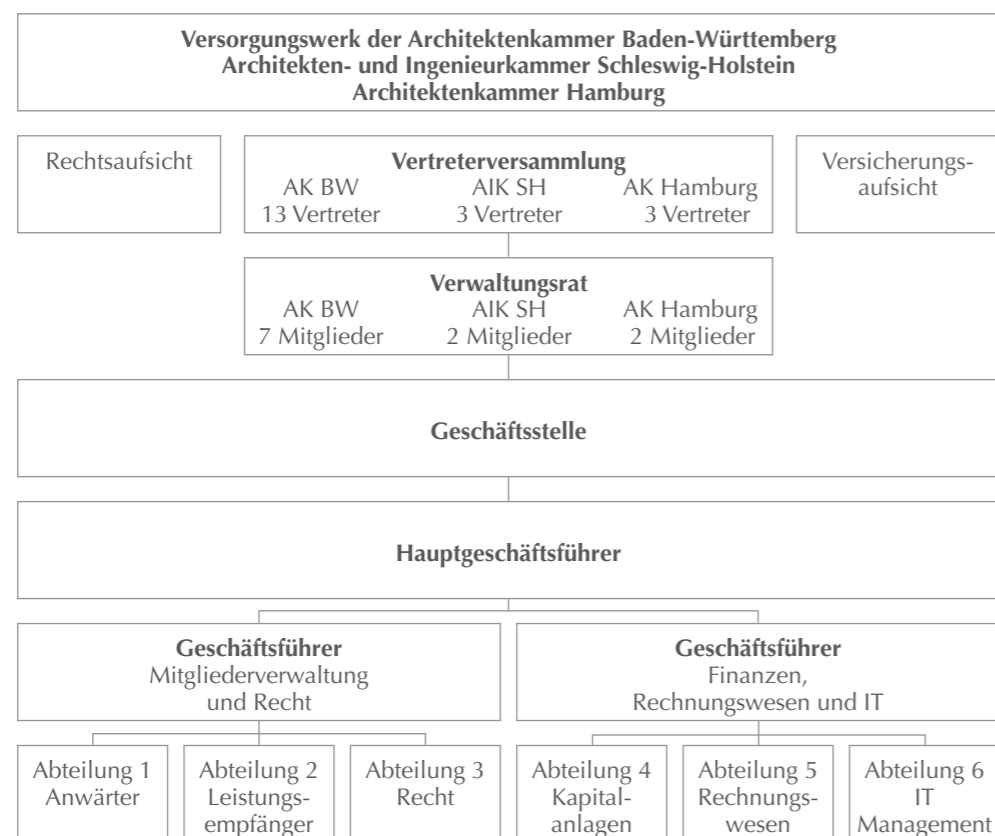 Versorgungswerk der Architektenkammer Baden-Württemberg
Architekten- und Ingenieurkammer Schleswig-Holstein
Architektenkammer Hamburg
Rechtsaufsicht
Vertreterversammlung
AK BW
13 Vertreter
AIK SH
3 Vertreter
AK Hamburg
3 Vertreter
Versicherungs-
aufsicht
Verwaltungsrat
AK BW
7 Mitglieder
AIK SH
2 Mitglieder
AK Hamburg
2 Mitglieder
Geschäftsstelle
Hauptgeschäftsführer
Geschäftsführer
Mitgliederverwaltung
und Recht
Geschäftsführer
Finanzen,
Rechnungswesen und IT
Abteilung 1
Anwärter
Abteilung 2
Leistungs-
empfänger
Abteilung 3
Recht
Abteilung 4
Kapital-
anlagen
Abteilung 5
Rechnungs-
wesen
Abteilung 6
IT
Management